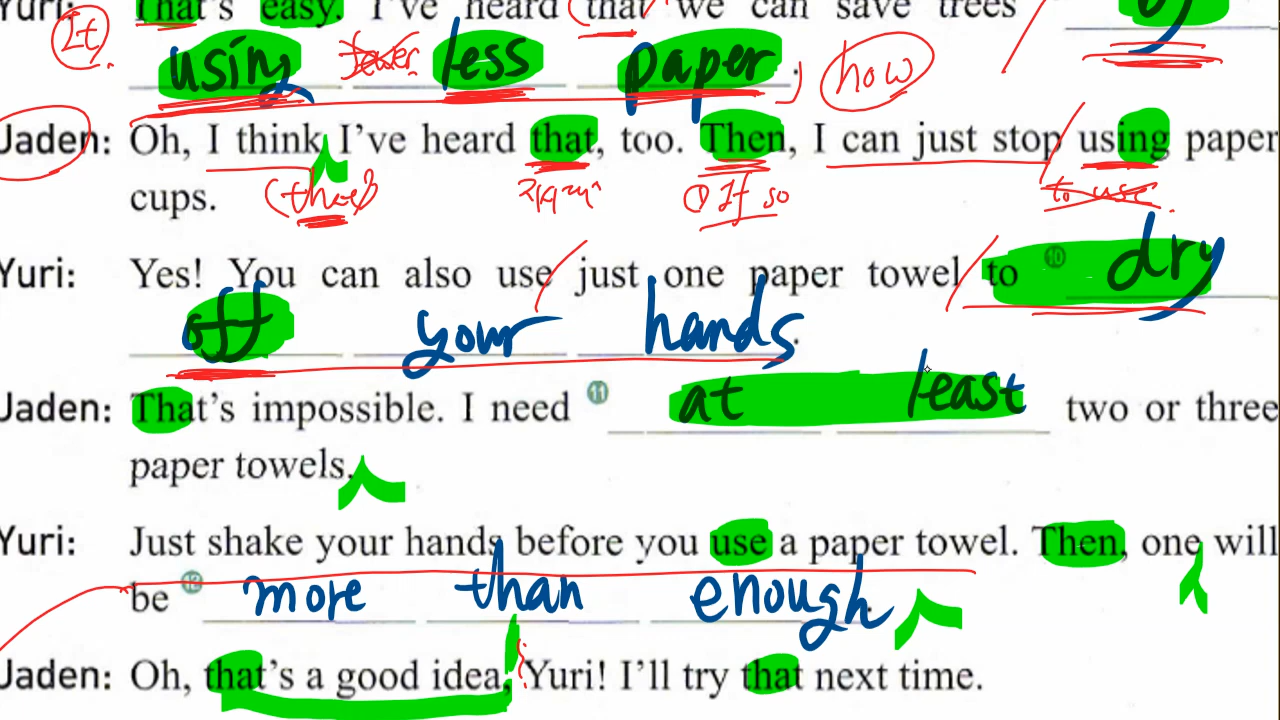 Yuri: That's easy. I've heard (that) we can save trees by
It. using fewer less paper. how
Jaden: Oh, I think I've heard that, too. Then, I can just stop using paper
(that) ① If so to use.
cups.
Yuri: Yes! You can also use just one paper towel to ⑩ dry
off your hands.
Jaden: That's impossible. I need ⑪ at least two or three
paper towels.
Yuri: Just shake your hands before you use a paper towel. Then, one will
be ⑫ more than enough.
Jaden: Oh, that's a good idea, Yuri! I'll try that next time.